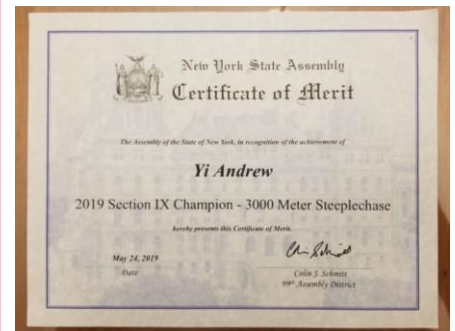 New York State Assembly
Certificate of Merit
The Assembly of the State of New York, in recognition of the achievement of
Yi Andrew
2019 Section IX Champion - 3000 Meter Steeplechase
hereby presents this Certificate of Merit.
May 24, 2019
Date
Colin J. Schmitt
99th Assembly District